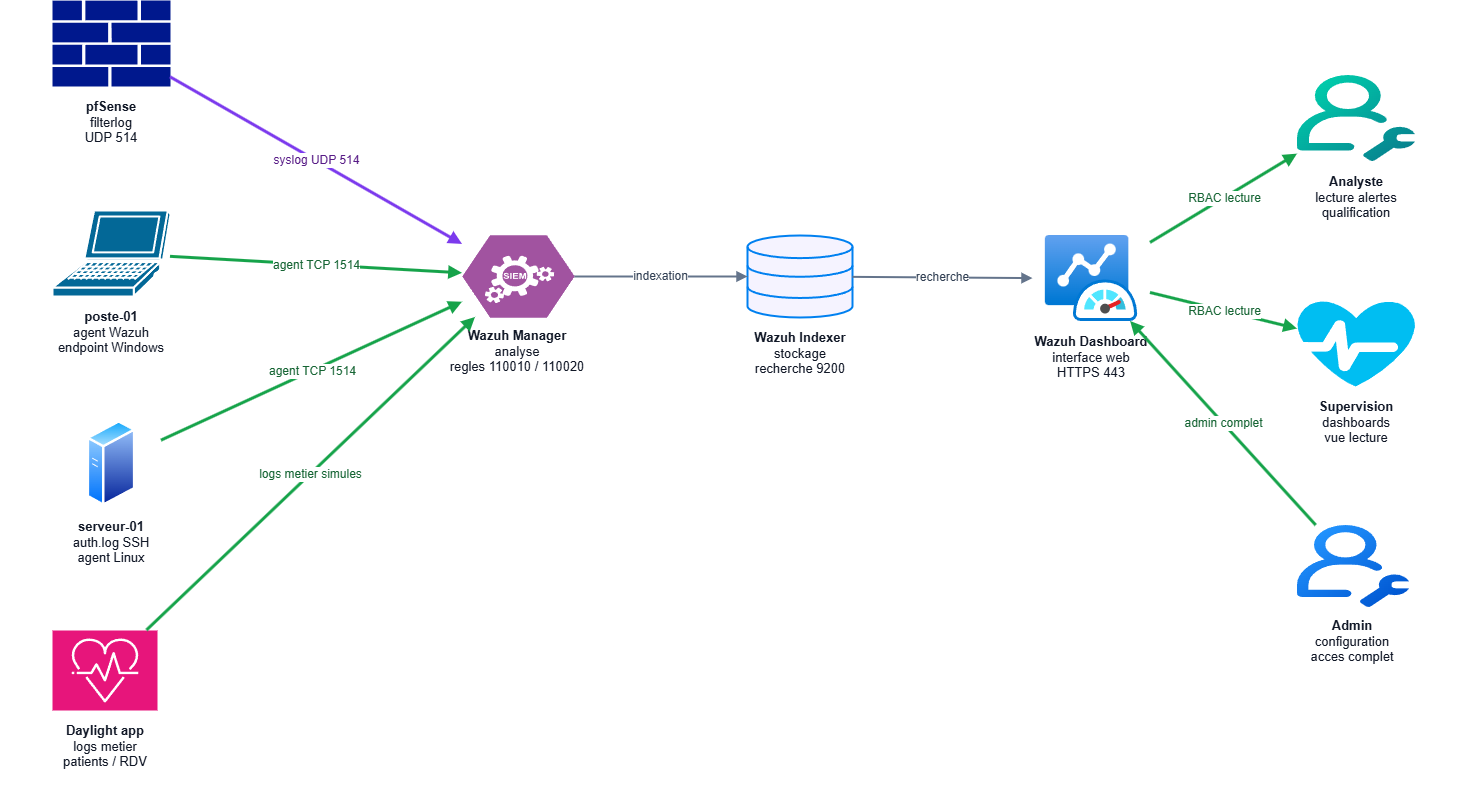 pfSense
filterlog
UDP 514
syslog UDP 514
poste-01
agent Wazuh
endpoint Windows
agent TCP 1514
serveur-01
auth.log SSH
agent Linux
agent TCP 1514
Daylight app
logs metier
patients / RDV
logs metier simules
SIEM
Wazuh Manager
analyse
regles 110010 / 110020
indexation
Wazuh Indexer
stockage
recherche 9200
recherche
Wazuh Dashboard
interface web
HTTPS 443
RBAC lecture
Analyste
lecture alertes
qualification
RBAC lecture
Supervision
dashboards
vue lecture
admin complet
Admin
configuration
acces complet